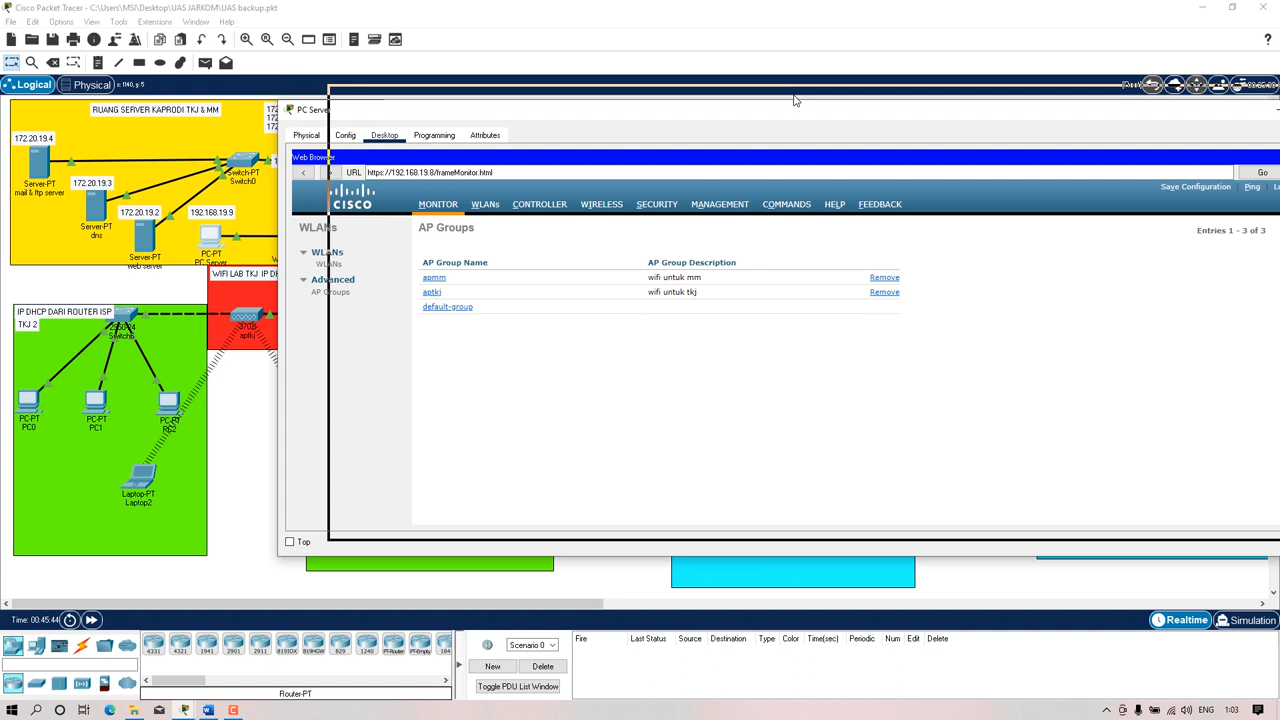 Cisco Packet Tracer - C:\Users\MSI\Desktop\UAS JARKOM\UAS backup.pkt
File Edit Options View Tools Extensions Window Help
Logical Physical x: 1140, y: 5
RUANG SERVER KAPRODI TKJ & MM
172
172
172.20.19.4
Server-PT
mail & ftp server
Switch-PT
Switch0
172.20.19.3
Server-PT
dns
172.20.19.2
192.168.19.9
Server-PT
web server
PC-PT
PC Server
WIFI LAB TKJ IP DH
IP DHCP DARI ROUTER ISP
TKJ 2
aptkj
PC-PT
PC0
PC-PT
PC1
PC-PT
PC2
Laptop-PT
Laptop2
PC Server
Physical Config Desktop Programming Attributes
Web Browser
< > URL https://192.168.19.8/frameMonitor.html Go
Save Configuration Ping
CISCO
MONITOR WLANs CONTROLLER WIRELESS SECURITY MANAGEMENT COMMANDS HELP FEEDBACK
WLANs
WLANs
WLANs
Advanced
AP Groups
AP Groups
Entries 1 - 3 of 3
AP Group Name AP Group Description
apmm wifi untuk mm Remove
aptkj wifi untuk tkj Remove
default-group
Top
Time: 00:45:44
Realtime Simulation
4331 4321 1941 2901 2911 819IOX 819HGW 829 1240 PT-Router PT-Empty 184
Router-PT
Scenario 0
New Delete
Toggle PDU List Window
Fire Last Status Source Destination Type Color Time(sec) Periodic Num Edit Delete
ENG 1:03